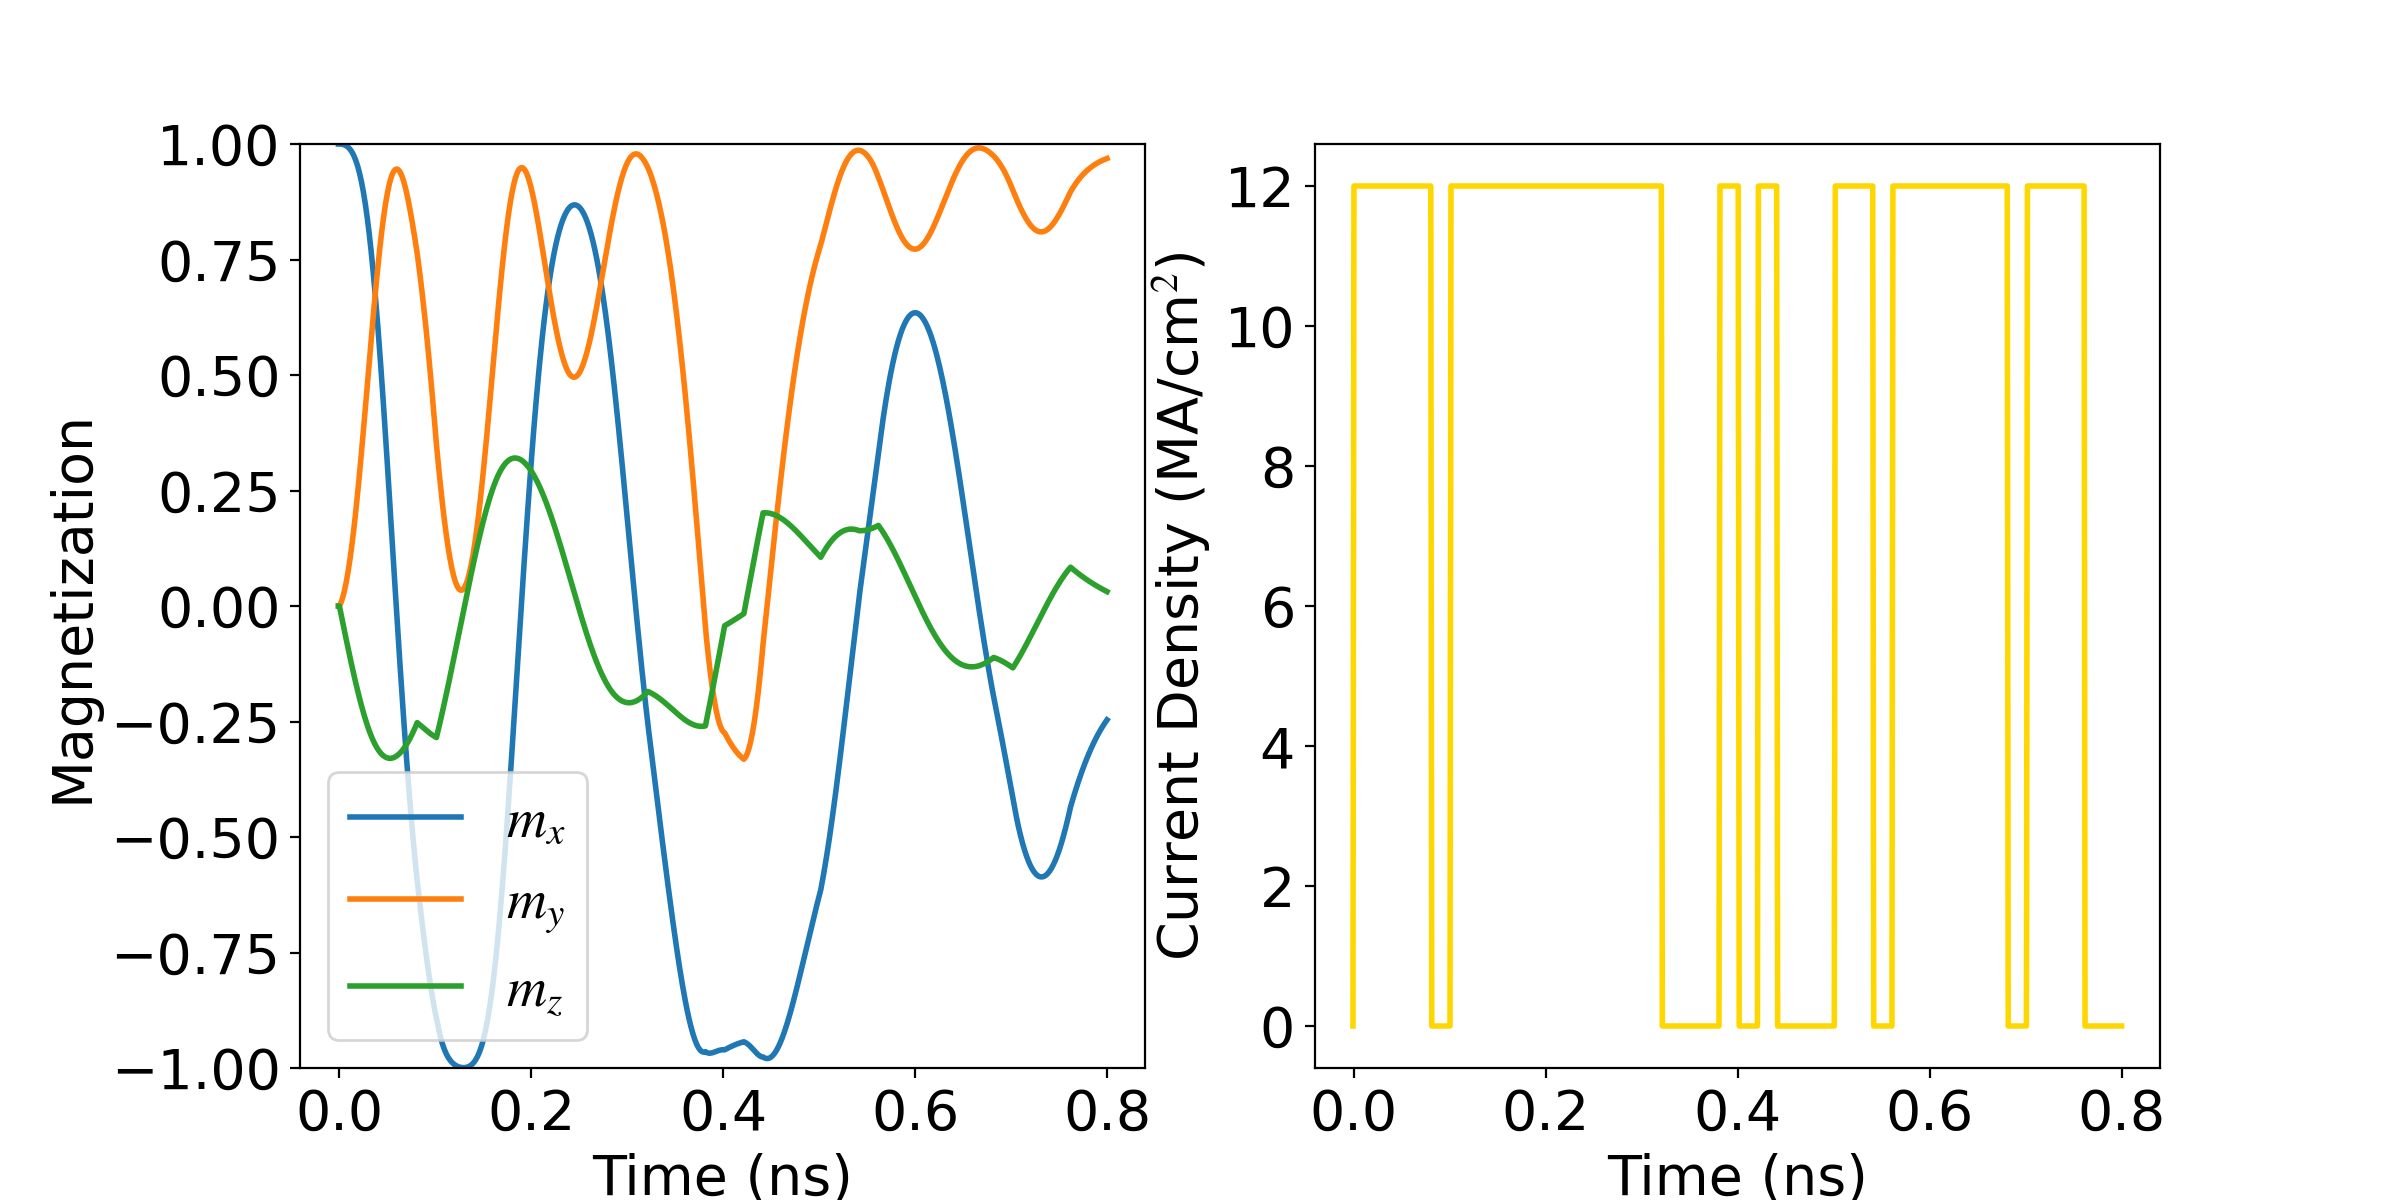 Magnetization
1.00
0.75
0.50
0.25
0.00
−0.25
−0.50
−0.75
−1.00
0.0 0.2 0.4 0.6 0.8
Time (ns)
m_x
m_y
m_z
Current Density (MA/cm²)
12
10
8
6
4
2
0
0.0 0.2 0.4 0.6 0.8
Time (ns)